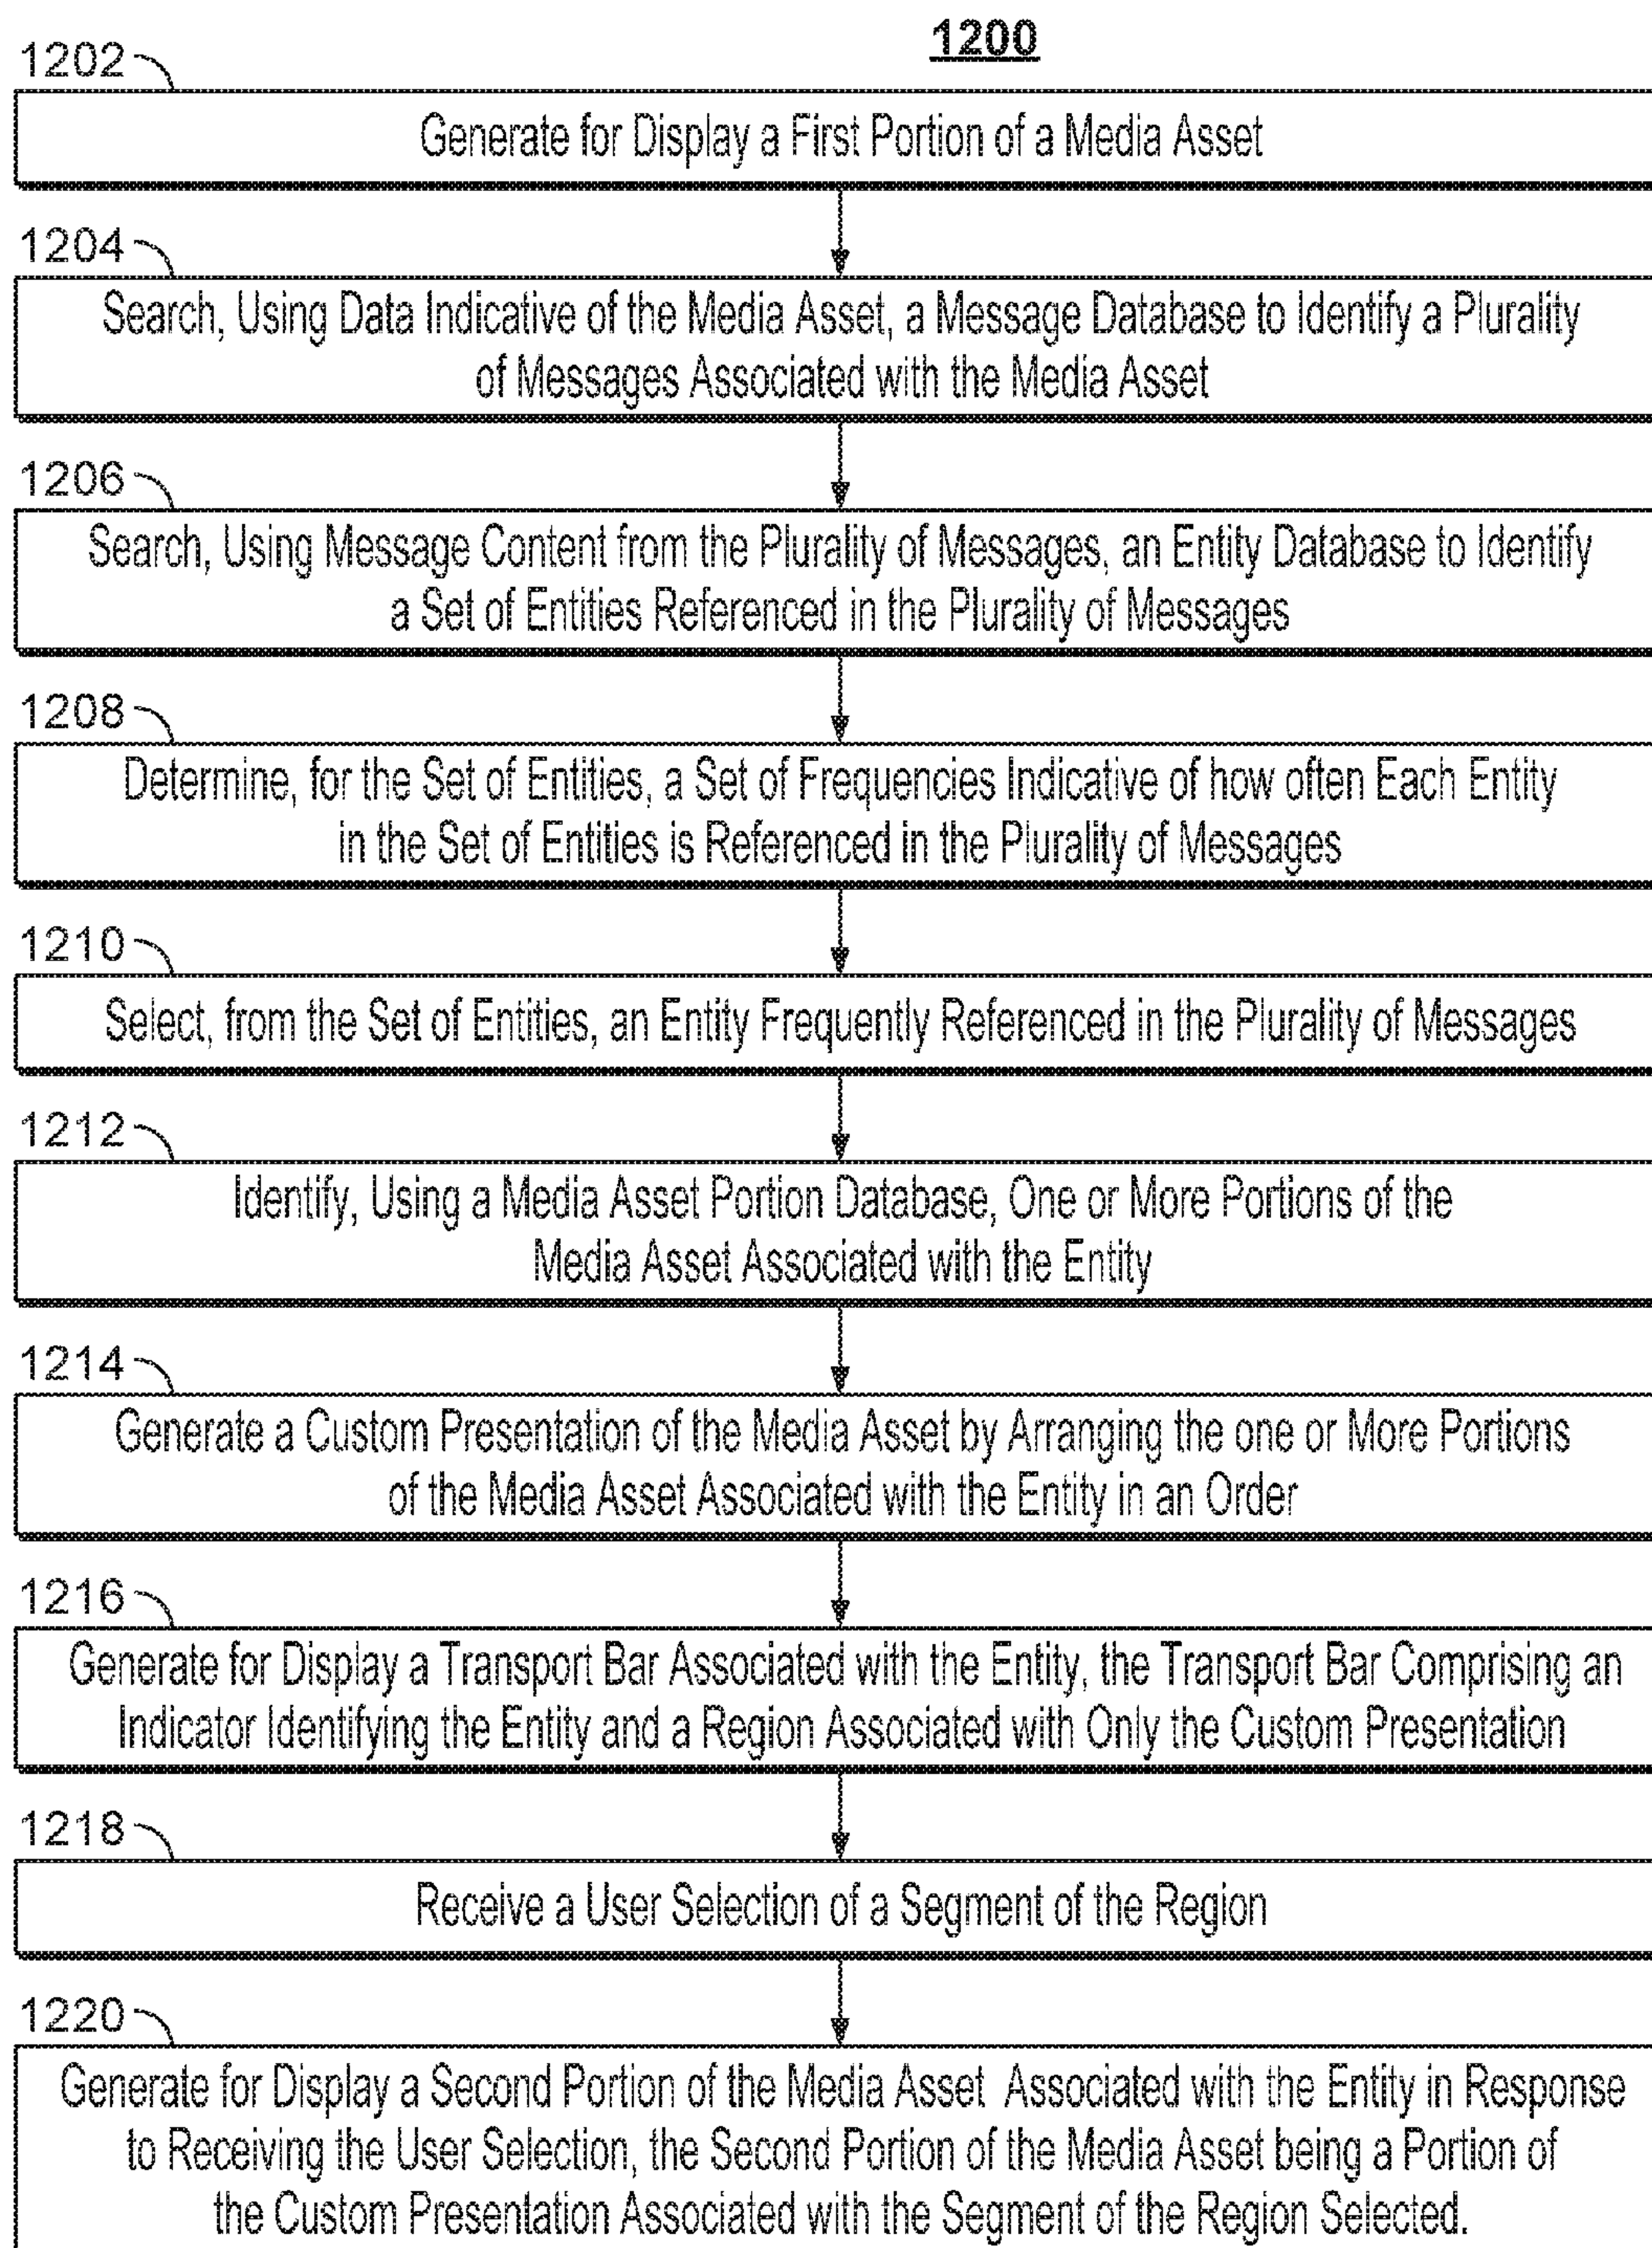 1200
1202
Generate for Display a First Portion of a Media Asset
1204
Search, Using Data Indicative of the Media Asset, a Message Database to Identify a Plurality
of Messages Associated with the Media Asset
1206
Search, Using Message Content from the Plurality of Messages, an Entity Database to Identify
a Set of Entities Referenced in the Plurality of Messages
1208
Determine, for the Set of Entities, a Set of Frequencies Indicative of how often Each Entity
in the Set of Entities is Referenced in the Plurality of Messages
1210
Select, from the Set of Entities, an Entity Frequently Referenced in the Plurality of Messages
1212
Identify, Using a Media Asset Portion Database, One or More Portions of the
Media Asset Associated with the Entity
1214
Generate a Custom Presentation of the Media Asset by Arranging the one or More Portions
of the Media Asset Associated with the Entity in an Order
1216
Generate for Display a Transport Bar Associated with the Entity, the Transport Bar Comprising an
Indicator Identifying the Entity and a Region Associated with Only the Custom Presentation
1218
Receive a User Selection of a Segment of the Region
1220
Generate for Display a Second Portion of the Media Asset Associated with the Entity in Response
to Receiving the User Selection, the Second Portion of the Media Asset being a Portion of
the Custom Presentation Associated with the Segment of the Region Selected.